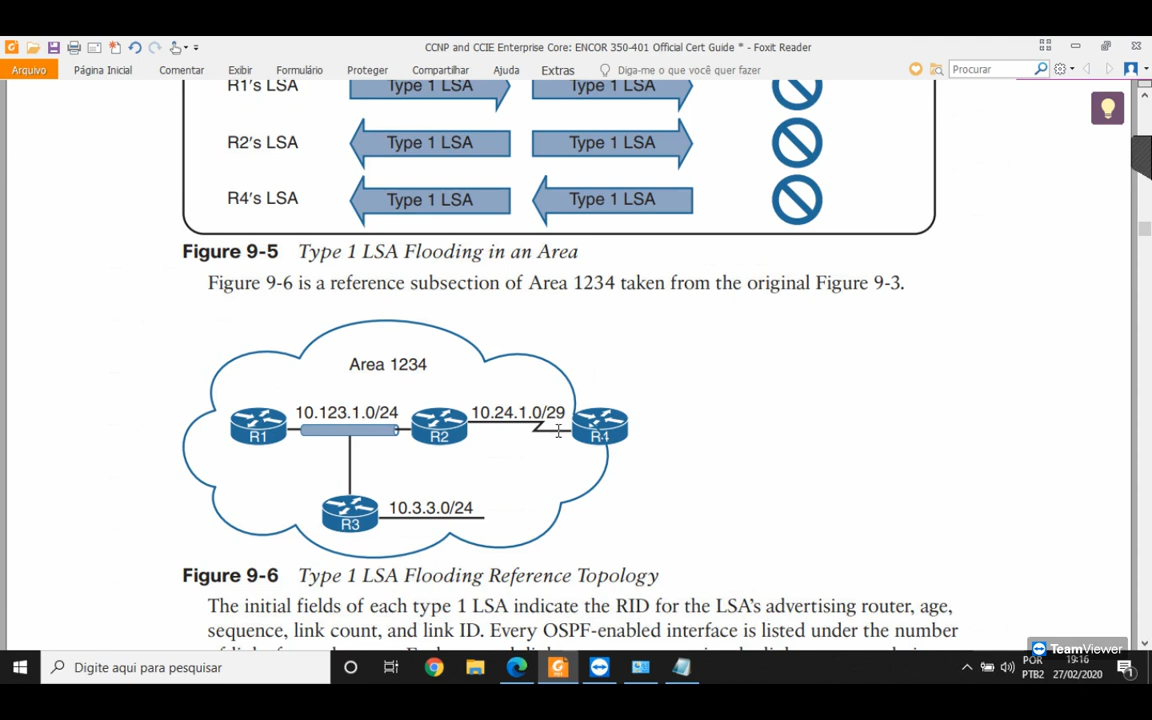 CCNP and CCIE Enterprise Core: ENCOR 350-401 Official Cert Guide * - Foxit Reader
Arquivo Página Inicial Comentar Exibir Formulário Proteger Compartilhar Ajuda Extras Diga-me o que você quer fazer Procurar
R1's LSA Type 1 LSA Type 1 LSA
R2's LSA Type 1 LSA Type 1 LSA
R4's LSA Type 1 LSA Type 1 LSA
Figure 9-5 Type 1 LSA Flooding in an Area
Figure 9-6 is a reference subsection of Area 1234 taken from the original Figure 9-3.
Area 1234
10.123.1.0/24 10.24.1.0/29
R1 R2 R4
10.3.3.0/24
R3
Figure 9-6 Type 1 LSA Flooding Reference Topology
The initial fields of each type 1 LSA indicate the RID for the LSA's advertising router, age,
sequence, link count, and link ID. Every OSPF-enabled interface is listed under the number
TeamViewer
Digite aqui para pesquisar
POR 19:16
PTB2 27/02/2020
1